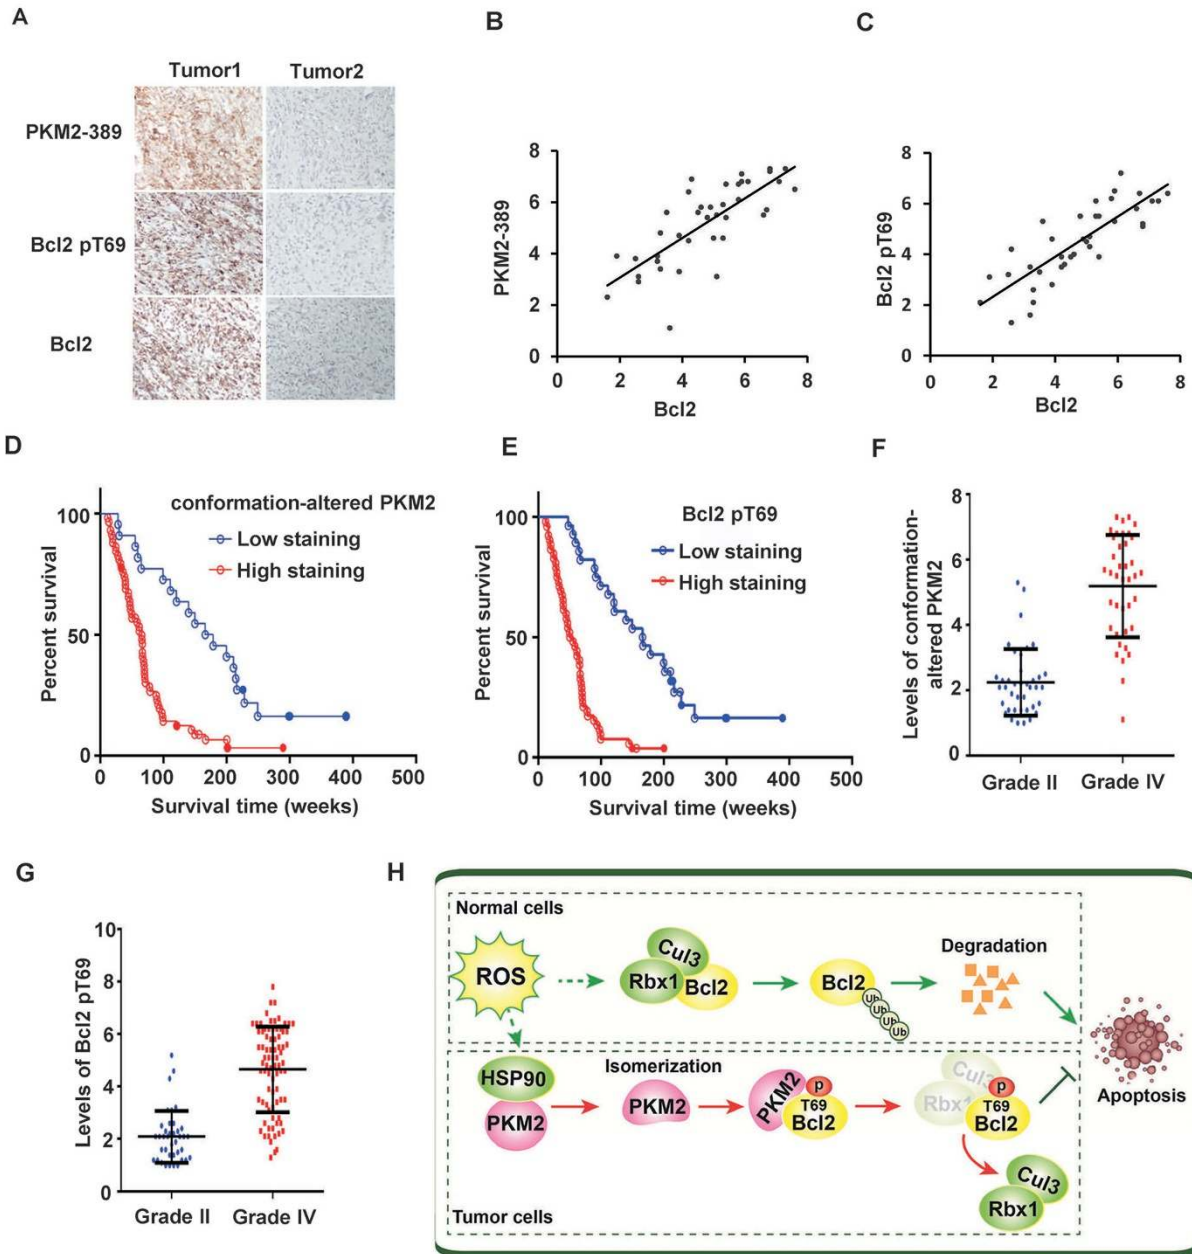 A
Tumor1 Tumor2
PKM2-389
Bcl2 pT69
Bcl2
B
8
6
4
2
0
PKM2-389
0 2 4 6 8
Bcl2
C
8
6
4
2
0
Bcl2 pT69
0 2 4 6 8
Bcl2
D
conformation-altered PKM2
Low staining
High staining
100
50
0
Percent survival
0 100 200 300 400 500
Survival time (weeks)
E
Bcl2 pT69
Low staining
High staining
100
50
0
Percent survival
0 100 200 300 400 500
Survival time (weeks)
F
8
6
4
2
0
Levels of conformation-
altered PKM2
Grade II Grade IV
G
10
8
6
4
2
0
Levels of Bcl2 pT69
Grade II Grade IV
H
Normal cells
ROS
Cul3
Rbx1
Bcl2
Bcl2
Ub
Ub
Ub
Ub
Degradation
Apoptosis
HSP90
PKM2
Isomerization
PKM2
PKM2
p
T69
Bcl2
Cul3
Rbx1
p
T69
Bcl2
Cul3
Rbx1
Tumor cells